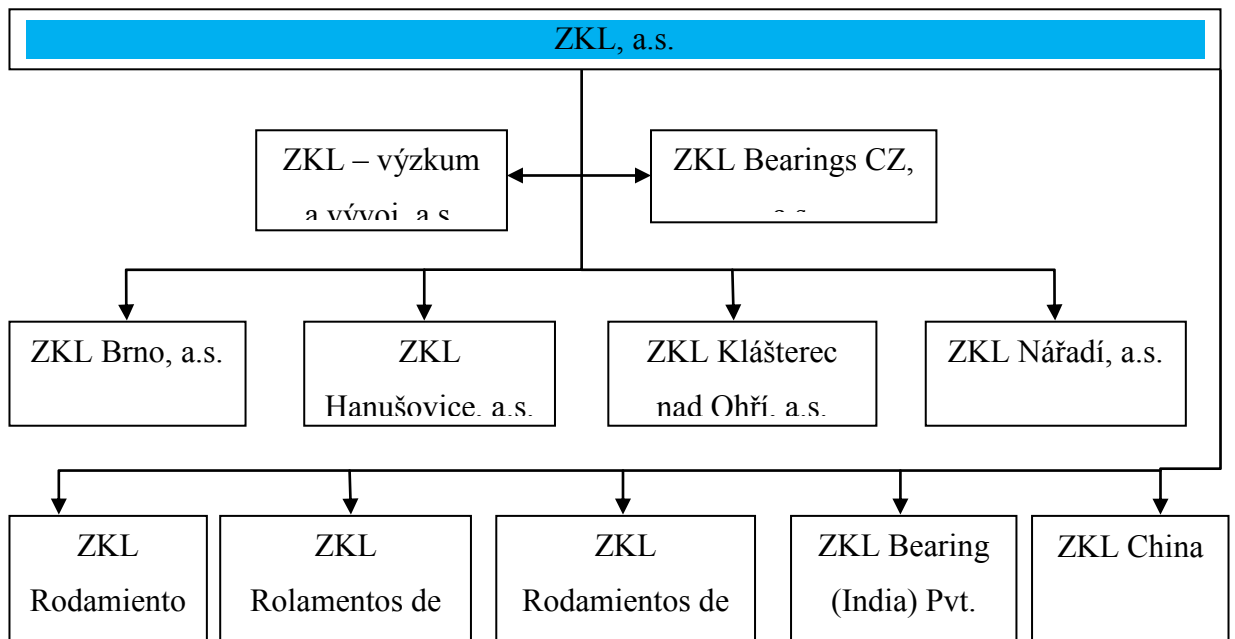 ZKL, a.s.
ZKL – výzkum
a vývoj, a.s.
ZKL Bearings CZ,
a.s.
ZKL Brno, a.s.
ZKL
Hanušovice, a.s.
ZKL Klášterec
nad Ohří, a.s.
ZKL Nářadí, a.s.
ZKL
Rodamiento
ZKL
Rolamentos de
ZKL
Rodamientos de
ZKL Bearing
(India) Pvt.
ZKL China